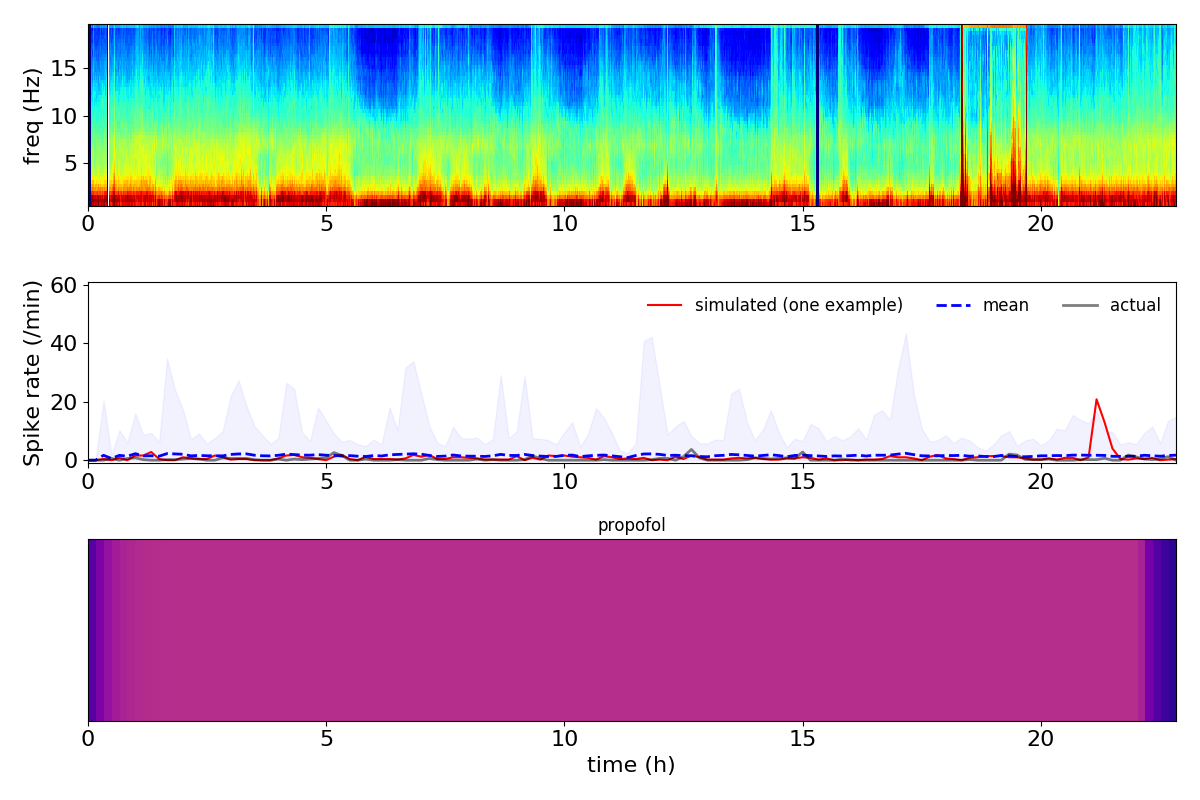 freq (Hz)
15
10
5
0 5 10 15 20
Spike rate (/min)
60
40
20
0
simulated (one example) mean actual
0 5 10 15 20
propofol
0 5 10 15 20
time (h)